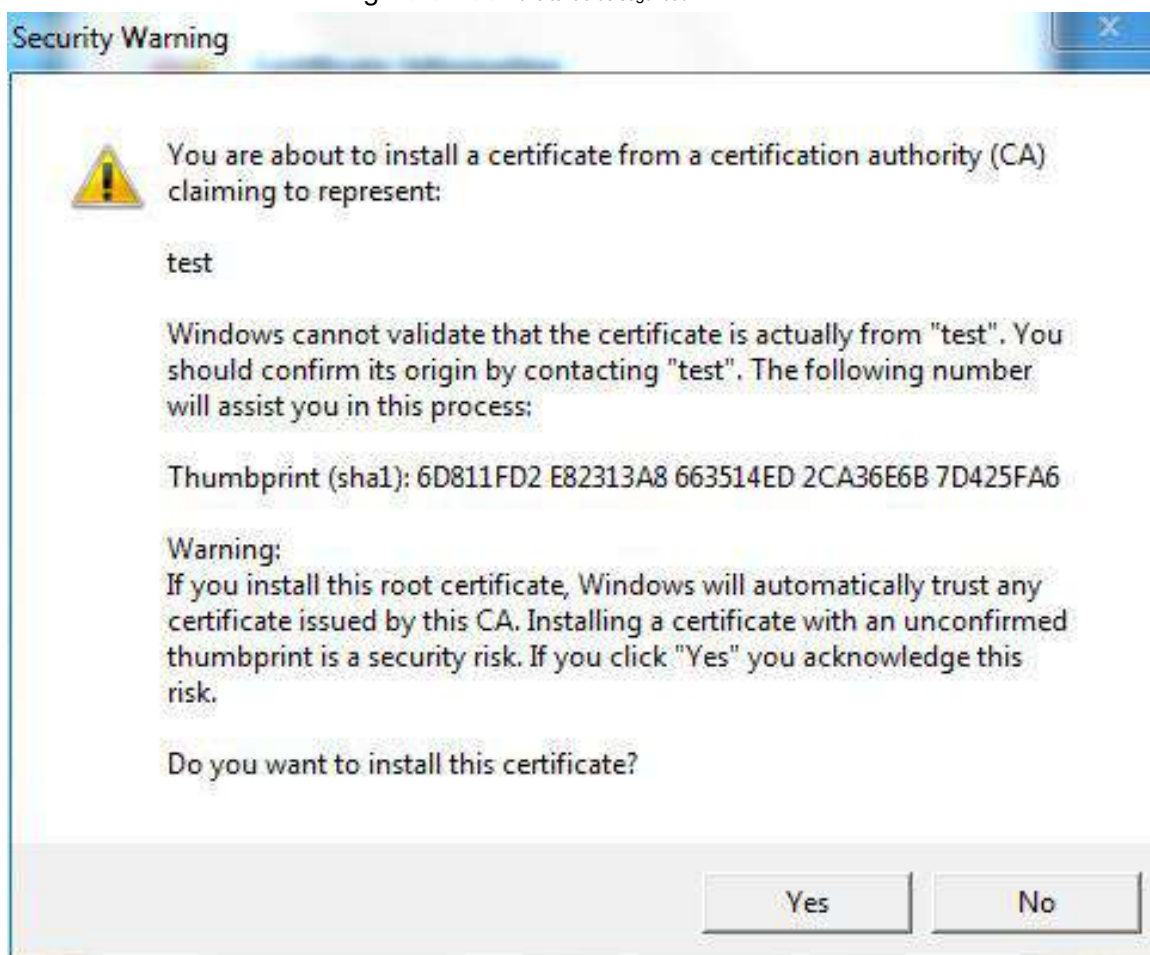 Security Warning
You are about to install a certificate from a certification authority (CA)
claiming to represent:
test
Windows cannot validate that the certificate is actually from "test". You
should confirm its origin by contacting "test". The following number
will assist you in this process:
Thumbprint (sha1): 6D811FD2 E82313A8 663514ED 2CA36E6B 7D425FA6
Warning:
If you install this root certificate, Windows will automatically trust any
certificate issued by this CA. Installing a certificate with an unconfirmed
thumbprint is a security risk. If you click "Yes" you acknowledge this
risk.
Do you want to install this certificate?
Yes
No